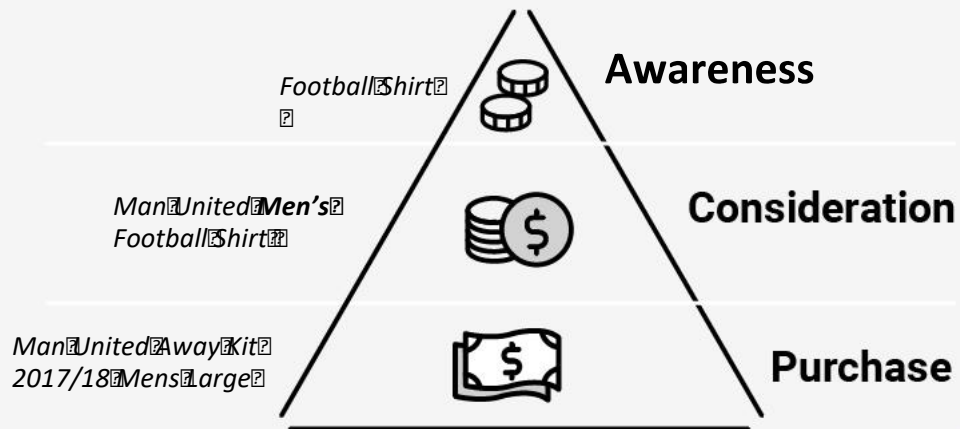 Football Shirt
Awareness
Man United Men's
Football Shirt
Consideration
Man United Away Kit
2017/18 Mens Large
Purchase
$
$